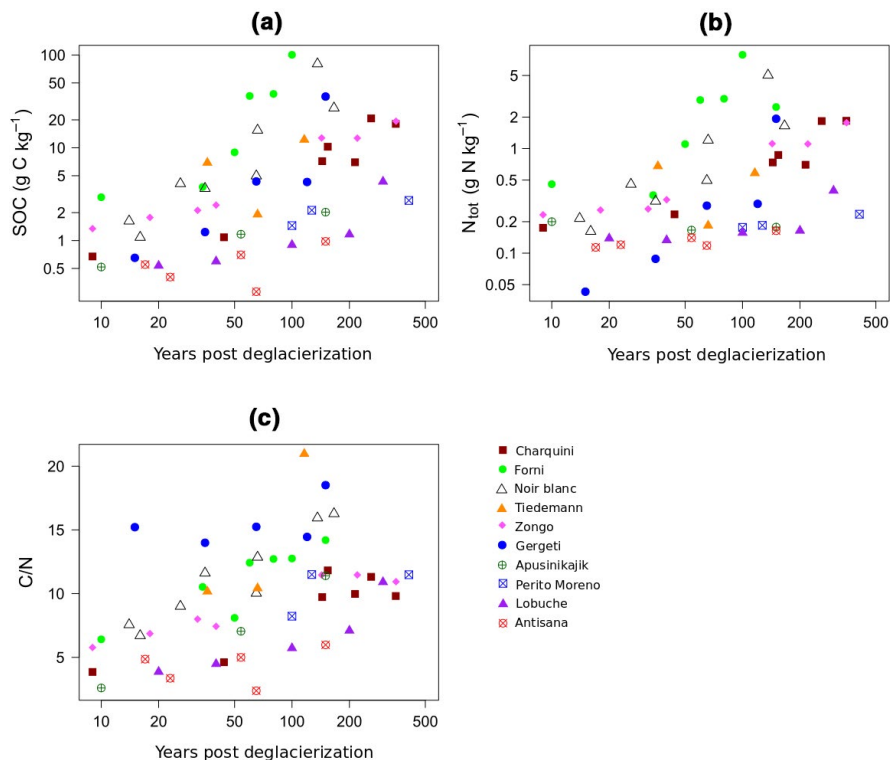 (a)
SOC (g C kg⁻¹)
100
50
20
10
5
2
1
0.5
10 20 50 100 200 500
Years post deglacierization
(b)
Nₜₒₜ (g N kg⁻¹)
5
2
1
0.5
0.2
0.1
0.05
10 20 50 100 200 500
Years post deglacierization
(c)
C/N
20
15
10
5
10 20 50 100 200 500
Years post deglacierization
Charquini
Forni
Noir blanc
Tiedemann
Zongo
Gergeti
Apusinikajik
Perito Moreno
Lobuche
Antisana